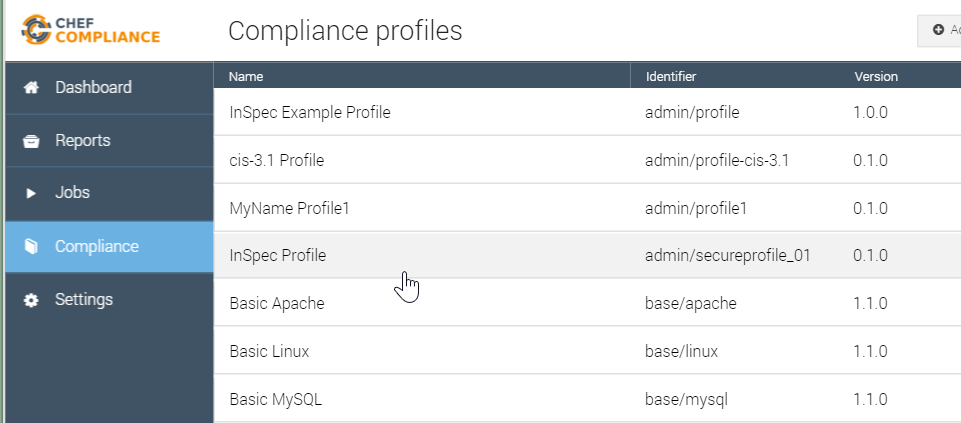 CHEF
COMPLIANCE
Compliance profiles
Dashboard
Reports
Jobs
Compliance
Settings
Name Identifier Version
InSpec Example Profile admin/profile 1.0.0
cis-3.1 Profile admin/profile-cis-3.1 0.1.0
MyName Profile1 admin/profile1 0.1.0
InSpec Profile admin/secureprofile_01 0.1.0
Basic Apache base/apache 1.1.0
Basic Linux base/linux 1.1.0
Basic MySQL base/mysql 1.1.0